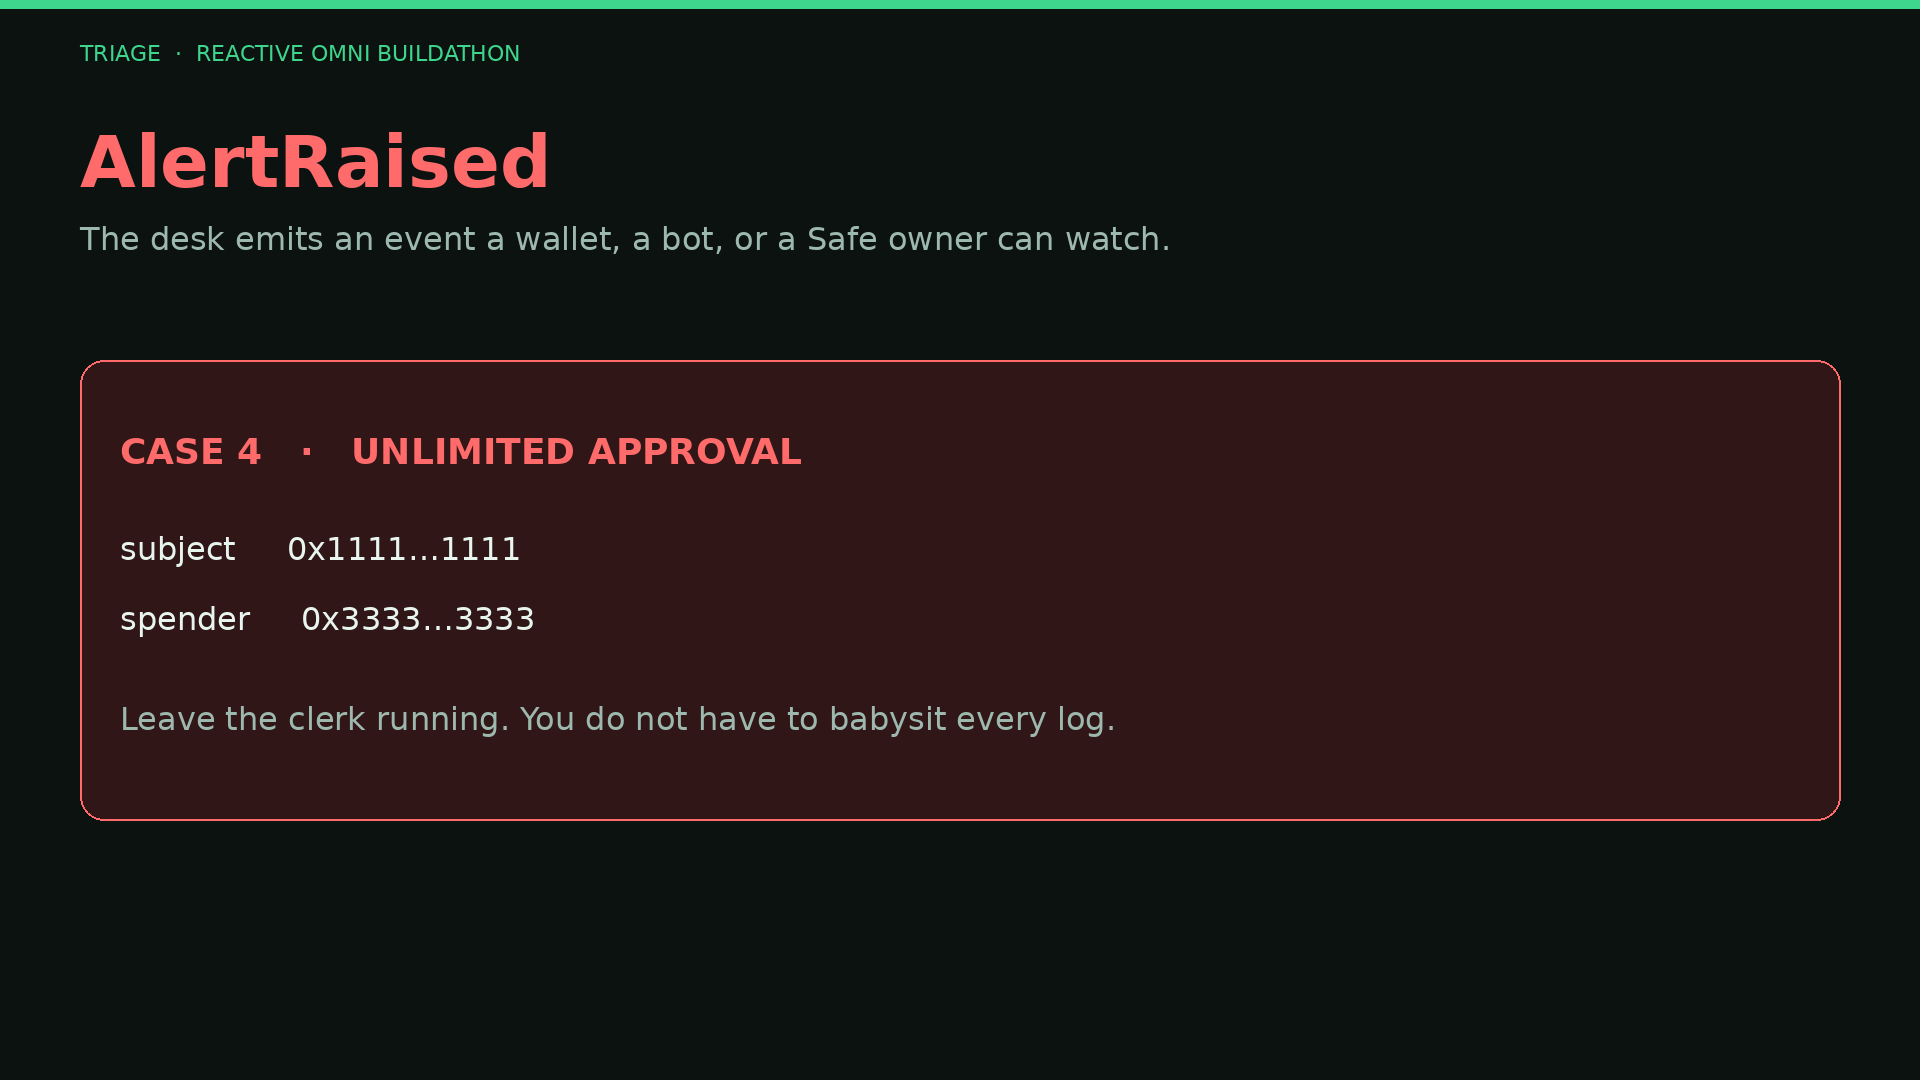 TRIAGE · REACTIVE OMNI BUILDATHON
AlertRaised
The desk emits an event a wallet, a bot, or a Safe owner can watch.
CASE 4 · UNLIMITED APPROVAL
subject 0x1111…1111
spender 0x3333…3333
Leave the clerk running. You do not have to babysit every log.